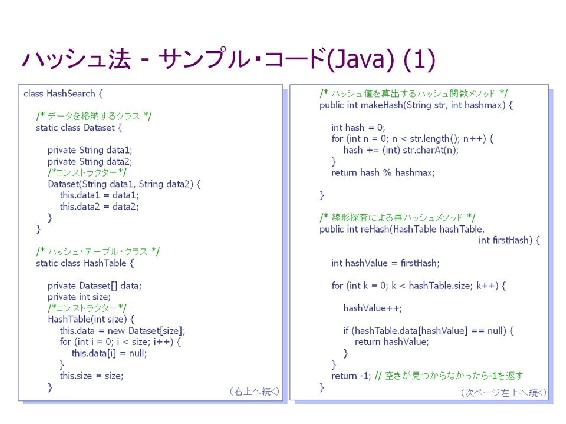 ハッシュ法 - サンプル・コード(Java) (1)
class HashSearch {
/* データを格納するクラス */
static class Dataset {
private String data1;
private String data2;
/*コンストラクター*/
Dataset(String data1, String data2) {
this.data1 = data1;
this.data2 = data2;
}
}
/* ハッシュ・テーブル・クラス */
static class HashTable {
private Dataset[] data;
private int size;
/*コンストラクター*/
HashTable(int size) {
this.data = new Dataset[size];
for (int i = 0; i < size; i++) {
this.data[i] = null;
}
this.size = size;
}
(右上へ続く)
/* ハッシュ値を算出するハッシュ関数メソッド */
public int makeHash(String str, int hashmax) {
int hash = 0;
for (int n = 0; n < str.length(); n++) {
hash += (int) str.charAt(n);
}
return hash % hashmax;
}
/* 線形探査による再ハッシュメソッド */
public int reHash(HashTable hashTable,
int firstHash) {
int hashValue = firstHash;
for (int k = 0; k < hashTable.size; k++) {
hashValue++;
if (hashTable.data[hashValue] == null) {
return hashValue;
}
}
return -1; // 空きが見つからなかったら-1を返す
}
(次ページ左上へ続く)